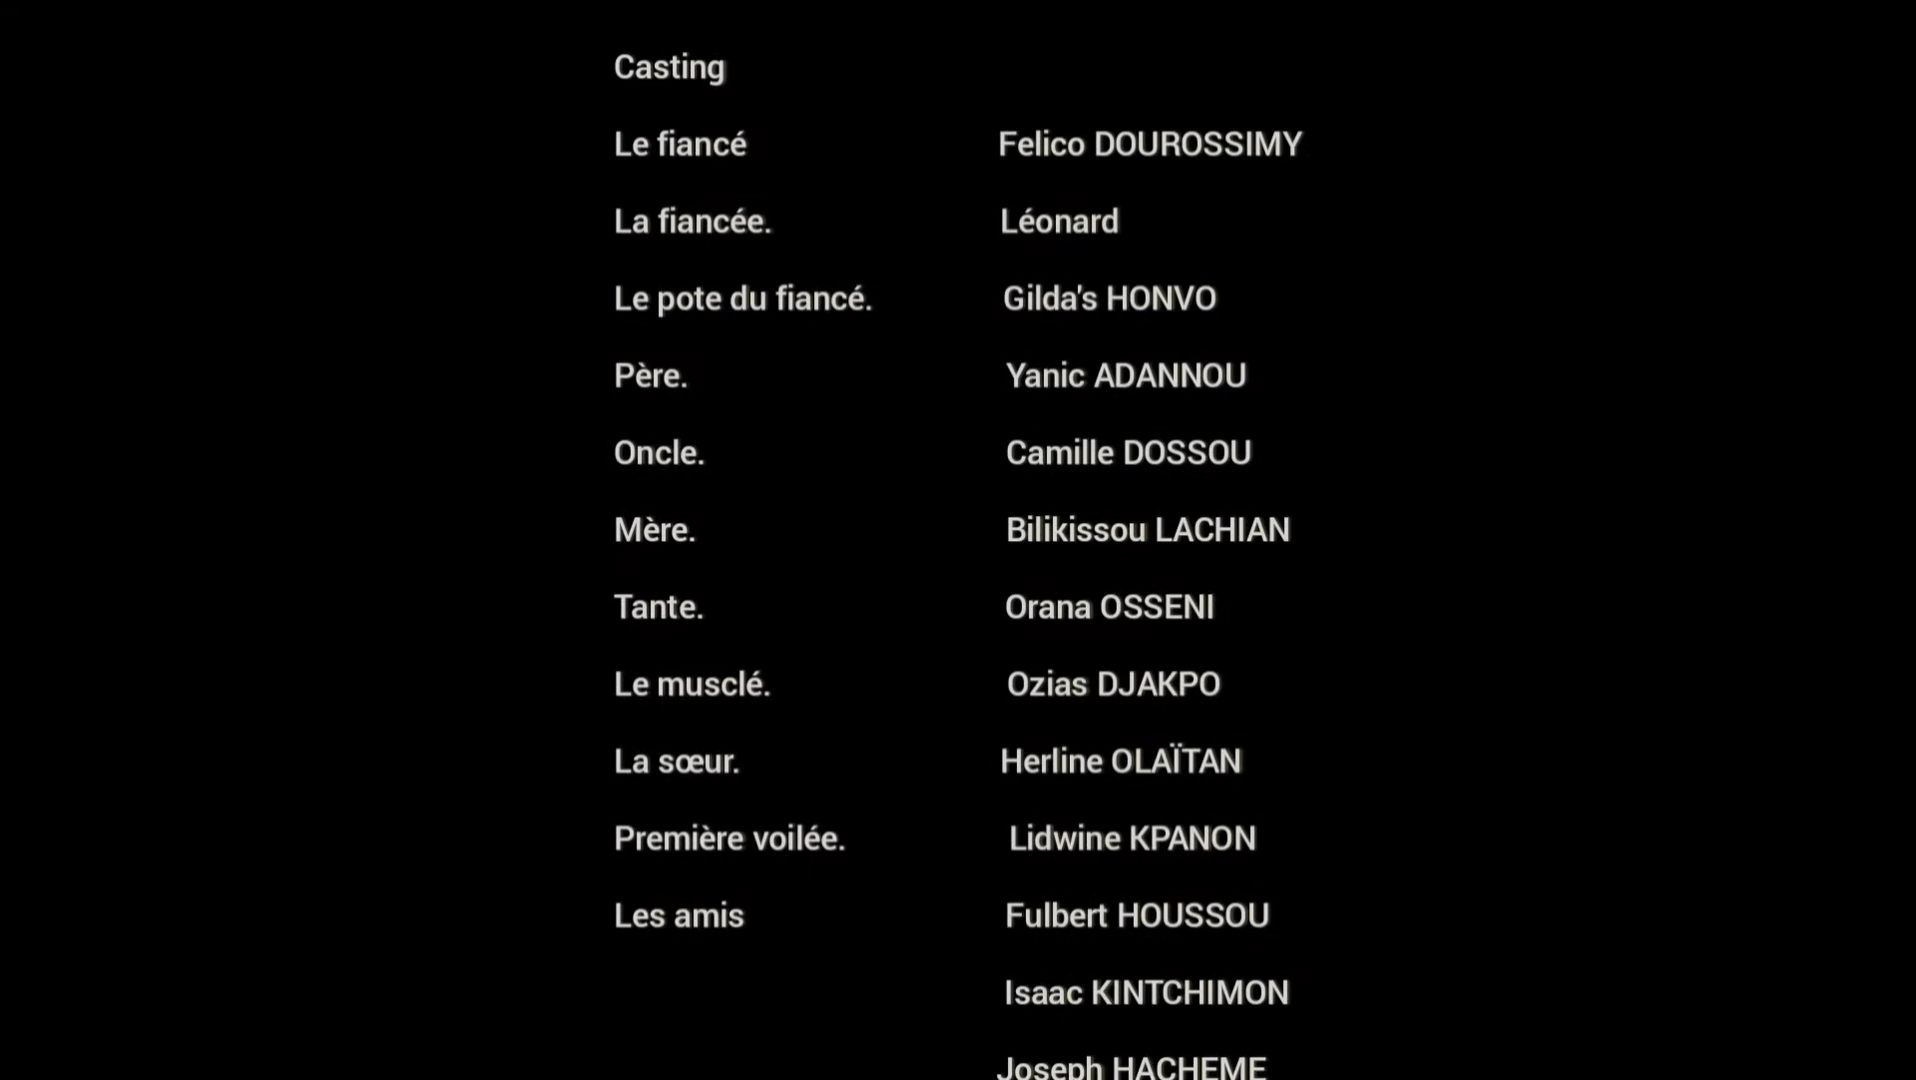 Casting
Le fiancé Felico DOUROSSIMY
La fiancée. Léonard
Le pote du fiancé. Gilda's HONVO
Père. Yanic ADANNOU
Oncle. Camille DOSSOU
Mère. Bilikissou LACHIAN
Tante. Orana OSSENI
Le musclé. Ozias DJAKPO
La sœur. Herline OLAÏTAN
Première voilée. Lidwine KPANON
Les amis Fulbert HOUSSOU
Isaac KINTCHIMON
Joseph HACHEME